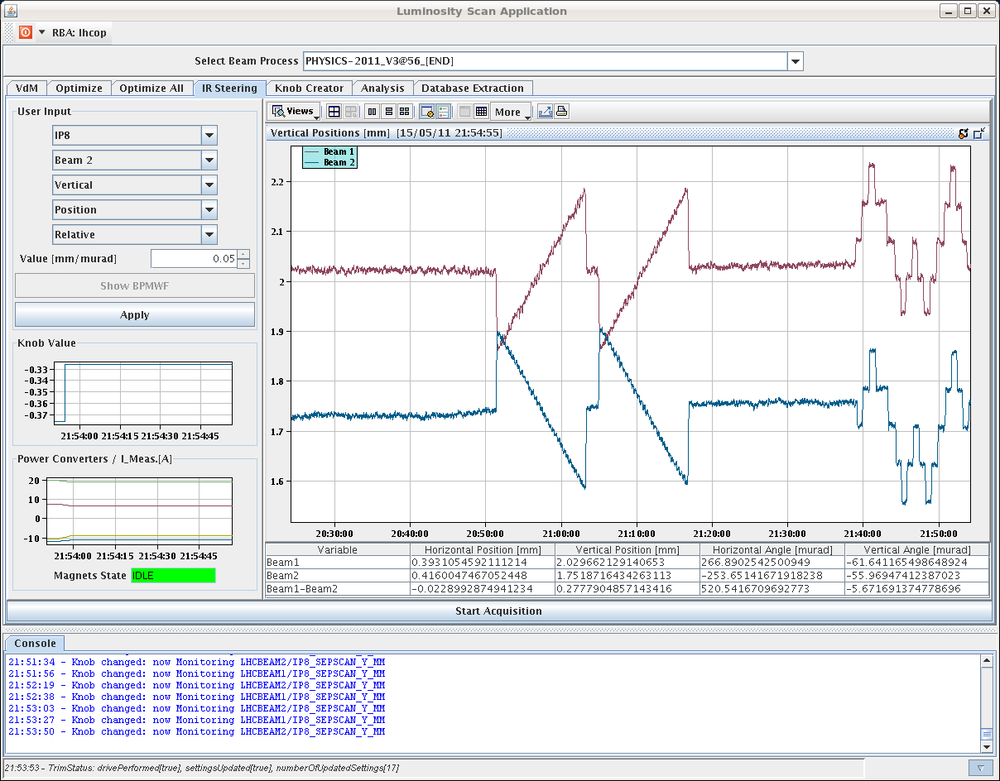 Luminosity Scan Application
RBA: lhcop
Select Beam Process PHYSICS-2011_V3@56_[END]
VdM Optimize Optimize All IR Steering Knob Creator Analysis Database Extraction
User Input
IP8
Beam 2
Vertical
Position
Relative
Value [mm/murad] 0.05
Show BPMWF
Apply
Knob Value
-0.33
-0.34
-0.35
-0.36
-0.37
21:54:00 21:54:15 21:54:30 21:54:45
Power Converters / I_Meas.[A]
20
10
0
-10
21:54:00 21:54:15 21:54:30 21:54:45
Magnets State IDLE
Views More
Vertical Positions [mm] [15/05/11 21:54:55]
Beam 1
Beam 2
2.2
2.1
2
1.9
1.8
1.7
1.6
20:30:00 20:40:00 20:50:00 21:00:00 21:10:00 21:20:00 21:30:00 21:40:00 21:50:00
Variable Horizontal Position [mm] Vertical Position [mm] Horizontal Angle [murad] Vertical Angle [murad]
Beam1 0.3931054592111214 2.029662129140653 266.8902542500949 -61.641165498648924
Beam2 0.41600047467052448 1.7518716434263113 -253.65141671918238 -55.96947412387023
Beam1-Beam2 -0.0228992874941234 0.2777904857143416 520.5416709692773 -5.671691374778696
Start Acquisition
Console
21:51:34 - Knob changed: now Monitoring LHCBEAM2/IP8_SEPSCAN_Y_MM
21:51:56 - Knob changed: now Monitoring LHCBEAM1/IP8_SEPSCAN_Y_MM
21:52:19 - Knob changed: now Monitoring LHCBEAM2/IP8_SEPSCAN_Y_MM
21:52:38 - Knob changed: now Monitoring LHCBEAM1/IP8_SEPSCAN_Y_MM
21:53:03 - Knob changed: now Monitoring LHCBEAM2/IP8_SEPSCAN_Y_MM
21:53:27 - Knob changed: now Monitoring LHCBEAM1/IP8_SEPSCAN_Y_MM
21:53:50 - Knob changed: now Monitoring LHCBEAM2/IP8_SEPSCAN_Y_MM
21:53:53 - TrimStatus: drivePerformed[true], settingsUpdated[true], numberOfUpdatedSettings[17]